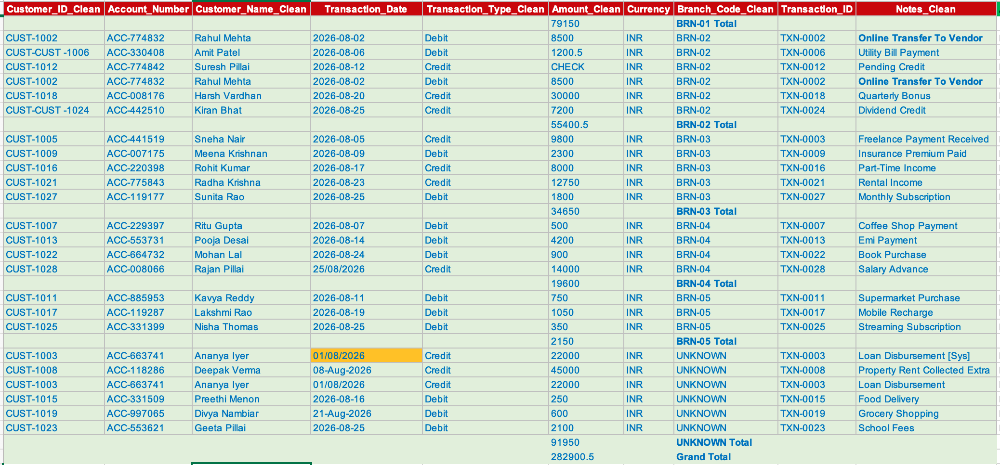 Customer_ID_Clean Account_Number Customer_Name_Clean Transaction_Date Transaction_Type_Clean Amount_Clean Currency Branch_Code_Clean Transaction_ID Notes_Clean
79150 BRN-01 Total
CUST-1002 ACC-774832 Rahul Mehta 2026-08-02 Debit 8500 INR BRN-02 TXN-0002 Online Transfer To Vendor
CUST-CUST -1006 ACC-330408 Amit Patel 2026-08-06 Debit 1200.5 INR BRN-02 TXN-0006 Utility Bill Payment
CUST-1012 ACC-774842 Suresh Pillai 2026-08-12 Credit CHECK INR BRN-02 TXN-0012 Pending Credit
CUST-1002 ACC-774832 Rahul Mehta 2026-08-02 Debit 8500 INR BRN-02 TXN-0002 Online Transfer To Vendor
CUST-1018 ACC-008176 Harsh Vardhan 2026-08-20 Credit 30000 INR BRN-02 TXN-0018 Quarterly Bonus
CUST-CUST -1024 ACC-442510 Kiran Bhat 2026-08-25 Credit 7200 INR BRN-02 TXN-0024 Dividend Credit
55400.5 BRN-02 Total
CUST-1005 ACC-441519 Sneha Nair 2026-08-05 Credit 9800 INR BRN-03 TXN-0003 Freelance Payment Received
CUST-1009 ACC-007175 Meena Krishnan 2026-08-09 Debit 2300 INR BRN-03 TXN-0009 Insurance Premium Paid
CUST-1016 ACC-220398 Rohit Kumar 2026-08-17 Credit 8000 INR BRN-03 TXN-0016 Part-Time Income
CUST-1021 ACC-775843 Radha Krishna 2026-08-23 Credit 12750 INR BRN-03 TXN-0021 Rental Income
CUST-1027 ACC-119177 Sunita Rao 2026-08-25 Debit 1800 INR BRN-03 TXN-0027 Monthly Subscription
34650 BRN-03 Total
CUST-1007 ACC-229397 Ritu Gupta 2026-08-07 Debit 500 INR BRN-04 TXN-0007 Coffee Shop Payment
CUST-1013 ACC-553731 Pooja Desai 2026-08-14 Debit 4200 INR BRN-04 TXN-0013 Emi Payment
CUST-1022 ACC-664732 Mohan Lal 2026-08-24 Debit 900 INR BRN-04 TXN-0022 Book Purchase
CUST-1028 ACC-008066 Rajan Pillai 25/08/2026 Credit 14000 INR BRN-04 TXN-0028 Salary Advance
19600 BRN-04 Total
CUST-1011 ACC-885953 Kavya Reddy 2026-08-11 Debit 750 INR BRN-05 TXN-0011 Supermarket Purchase
CUST-1017 ACC-119287 Lakshmi Rao 2026-08-19 Debit 1050 INR BRN-05 TXN-0017 Mobile Recharge
CUST-1025 ACC-331399 Nisha Thomas 2026-08-25 Debit 350 INR BRN-05 TXN-0025 Streaming Subscription
2150 BRN-05 Total
CUST-1003 ACC-663741 Ananya Iyer 01/08/2026 Credit 22000 INR UNKNOWN TXN-0003 Loan Disbursement [Sys]
CUST-1008 ACC-118286 Deepak Verma 08-Aug-2026 Credit 45000 INR UNKNOWN TXN-0008 Property Rent Collected Extra
CUST-1003 ACC-663741 Ananya Iyer 01/08/2026 Credit 22000 INR UNKNOWN TXN-0003 Loan Disbursement
CUST-1015 ACC-331509 Preethi Menon 2026-08-16 Debit 250 INR UNKNOWN TXN-0015 Food Delivery
CUST-1019 ACC-997065 Divya Nambiar 21-Aug-2026 Debit 600 INR UNKNOWN TXN-0019 Grocery Shopping
CUST-1023 ACC-553621 Geeta Pillai 2026-08-25 Debit 2100 INR UNKNOWN TXN-0023 School Fees
91950 UNKNOWN Total
282900.5 Grand Total